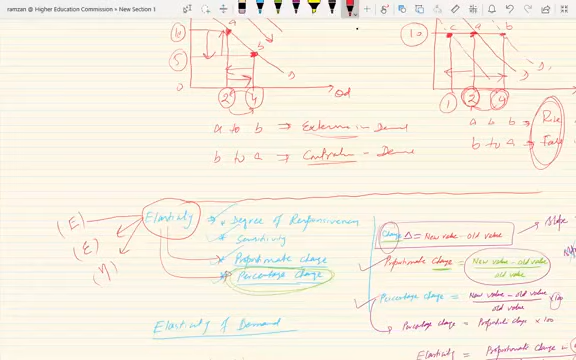 ramzan @ Higher Education Commission » New Section 1
10
a
5
b
D
0
2
4
Qd
a to b ⇒ Extension in Demand
b to a ⇒ Contraction - Demand
10
c a b
D
D₁
1
2
4
a to b ⇒ Rise
b to a ⇒ Fall
(E)
(E)
(η)
Elasticity
Degree of Responsiveness
Sensitivity
Proportionate change
Percentage change
Elasticity of Demand
Change Δ = New value - old value
Slope
Proportionate change = New value - old value
old value
Percentage change = New value - old value × 100
old value
Percentage change = Proportionate change × 100
Elasticity = Proportionate change